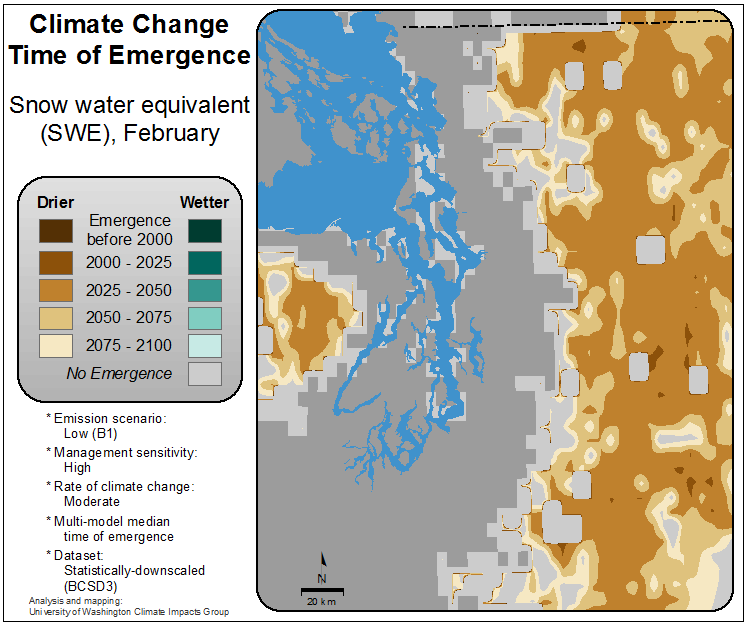 Climate Change
Time of Emergence
Snow water equivalent
(SWE), February
Drier
Wetter
Emergence
before 2000
2000 - 2025
2025 - 2050
2050 - 2075
2075 - 2100
No Emergence
* Emission scenario:
Low (B1)
* Management sensitivity:
High
* Rate of climate change:
Moderate
* Multi-model median
time of emergence
* Dataset:
Statistically-downscaled
(BCSD3)
Analysis and mapping:
University of Washington Climate Impacts Group
N
20 km